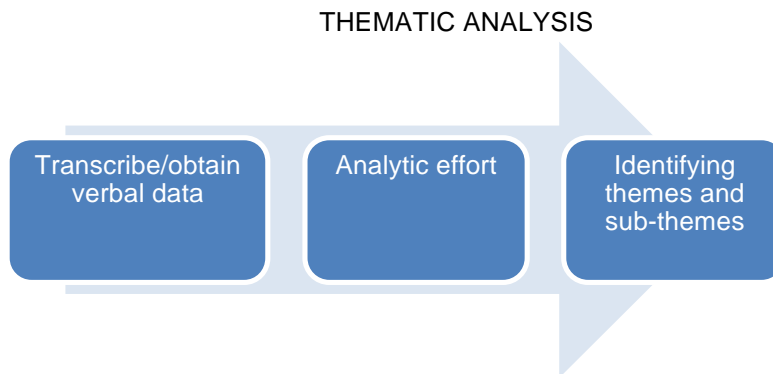 THEMATIC ANALYSIS
Transcribe/obtain
verbal data
Analytic effort
Identifying
themes and
sub-themes